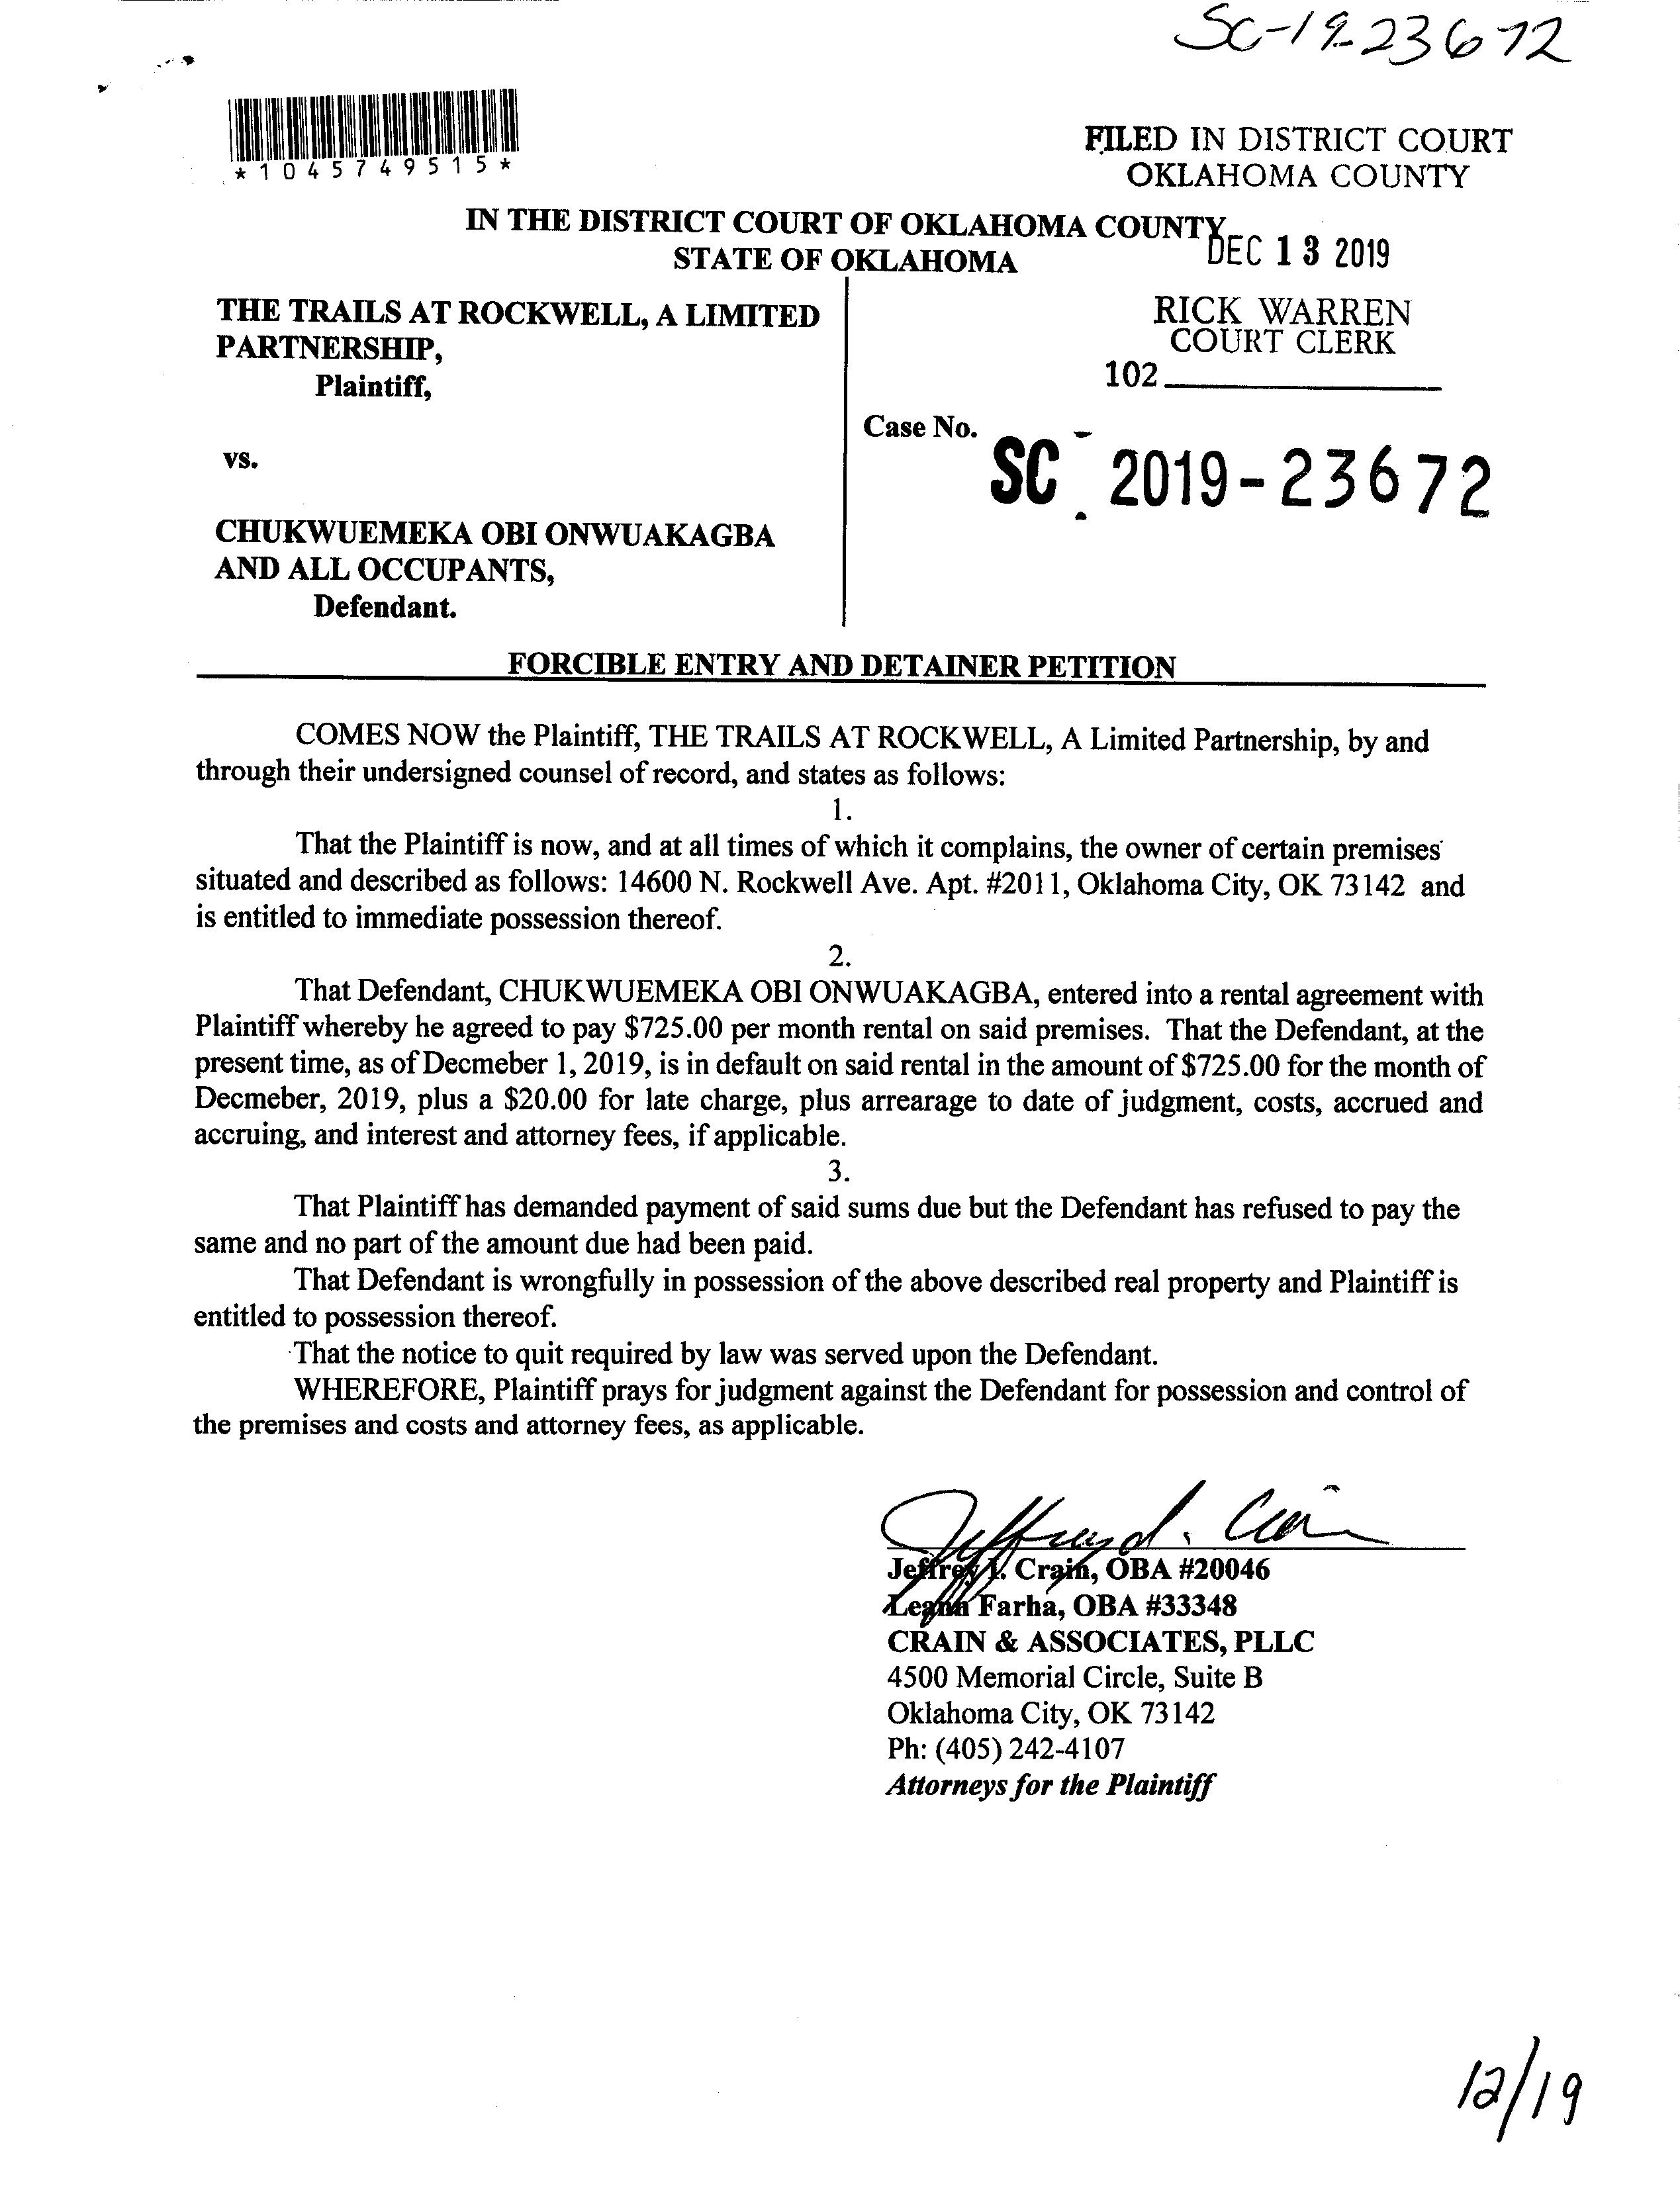 SC-19-23672
*1045749515*
FILED IN DISTRICT COURT
OKLAHOMA COUNTY
IN THE DISTRICT COURT OF OKLAHOMA COUNTY
STATE OF OKLAHOMA
DEC 13 2019
THE TRAILS AT ROCKWELL, A LIMITED
PARTNERSHIP,
Plaintiff,
RICK WARREN
COURT CLERK
102
Case No.
SC - 2019-23672
vs.
CHUKWUEMEKA OBI ONWUAKAGBA
AND ALL OCCUPANTS,
Defendant.
FORCIBLE ENTRY AND DETAINER PETITION
COMES NOW the Plaintiff, THE TRAILS AT ROCKWELL, A Limited Partnership, by and
through their undersigned counsel of record, and states as follows:
1.
That the Plaintiff is now, and at all times of which it complains, the owner of certain premises
situated and described as follows: 14600 N. Rockwell Ave. Apt. #2011, Oklahoma City, OK 73142 and
is entitled to immediate possession thereof.
2.
That Defendant, CHUKWUEMEKA OBI ONWUAKAGBA, entered into a rental agreement with
Plaintiff whereby he agreed to pay $725.00 per month rental on said premises. That the Defendant, at the
present time, as of Decmeber 1, 2019, is in default on said rental in the amount of $725.00 for the month of
Decmeber, 2019, plus a $20.00 for late charge, plus arrearage to date of judgment, costs, accrued and
accruing, and interest and attorney fees, if applicable.
3.
That Plaintiff has demanded payment of said sums due but the Defendant has refused to pay the
same and no part of the amount due had been paid.
That Defendant is wrongfully in possession of the above described real property and Plaintiff is
entitled to possession thereof.
That the notice to quit required by law was served upon the Defendant.
WHEREFORE, Plaintiff prays for judgment against the Defendant for possession and control of
the premises and costs and attorney fees, as applicable.
Jeffrey I. Crain, OBA #20046
Leann Farha, OBA #33348
CRAIN & ASSOCIATES, PLLC
4500 Memorial Circle, Suite B
Oklahoma City, OK 73142
Ph: (405) 242-4107
Attorneys for the Plaintiff
12/19